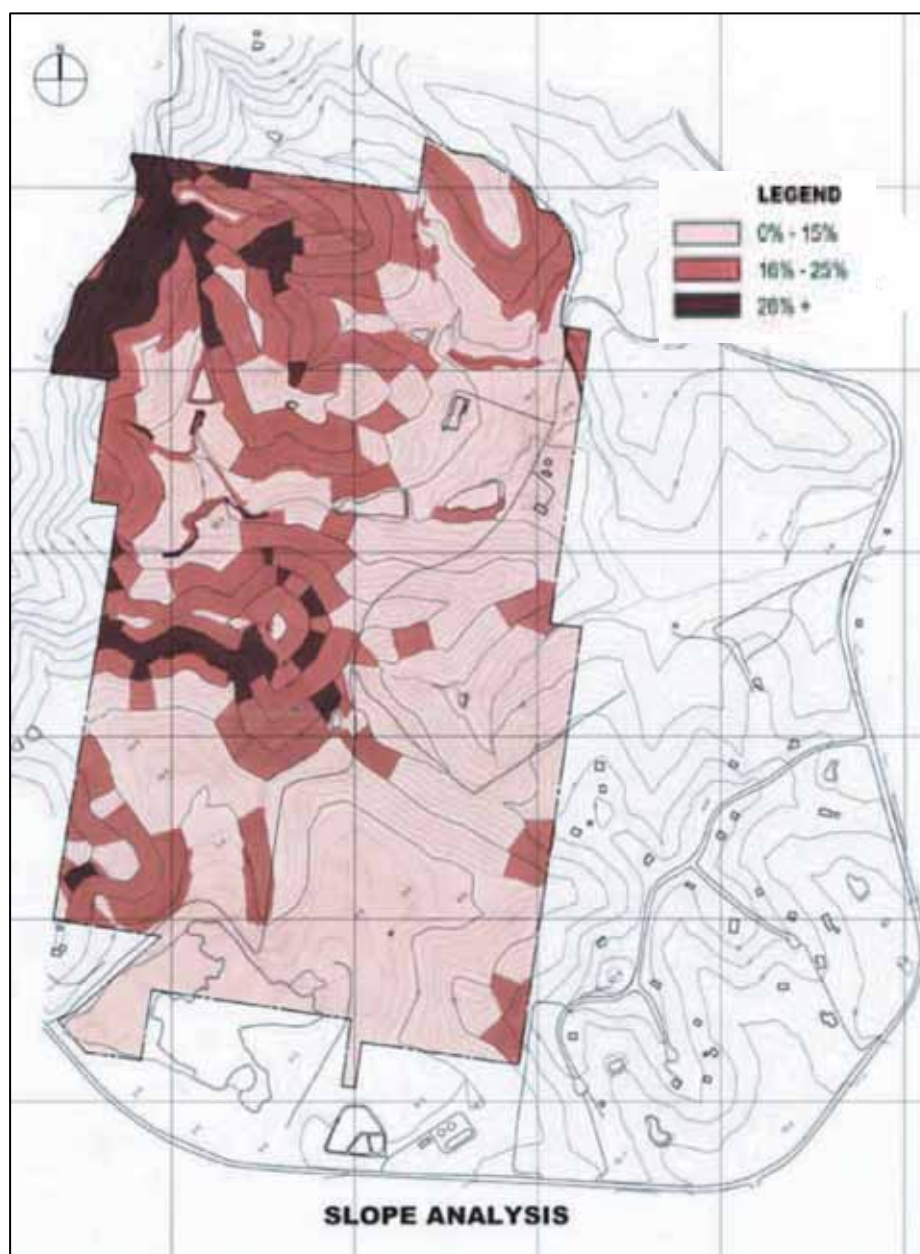 N
LEGEND
0% - 15%
16% - 25%
26% +
SLOPE ANALYSIS